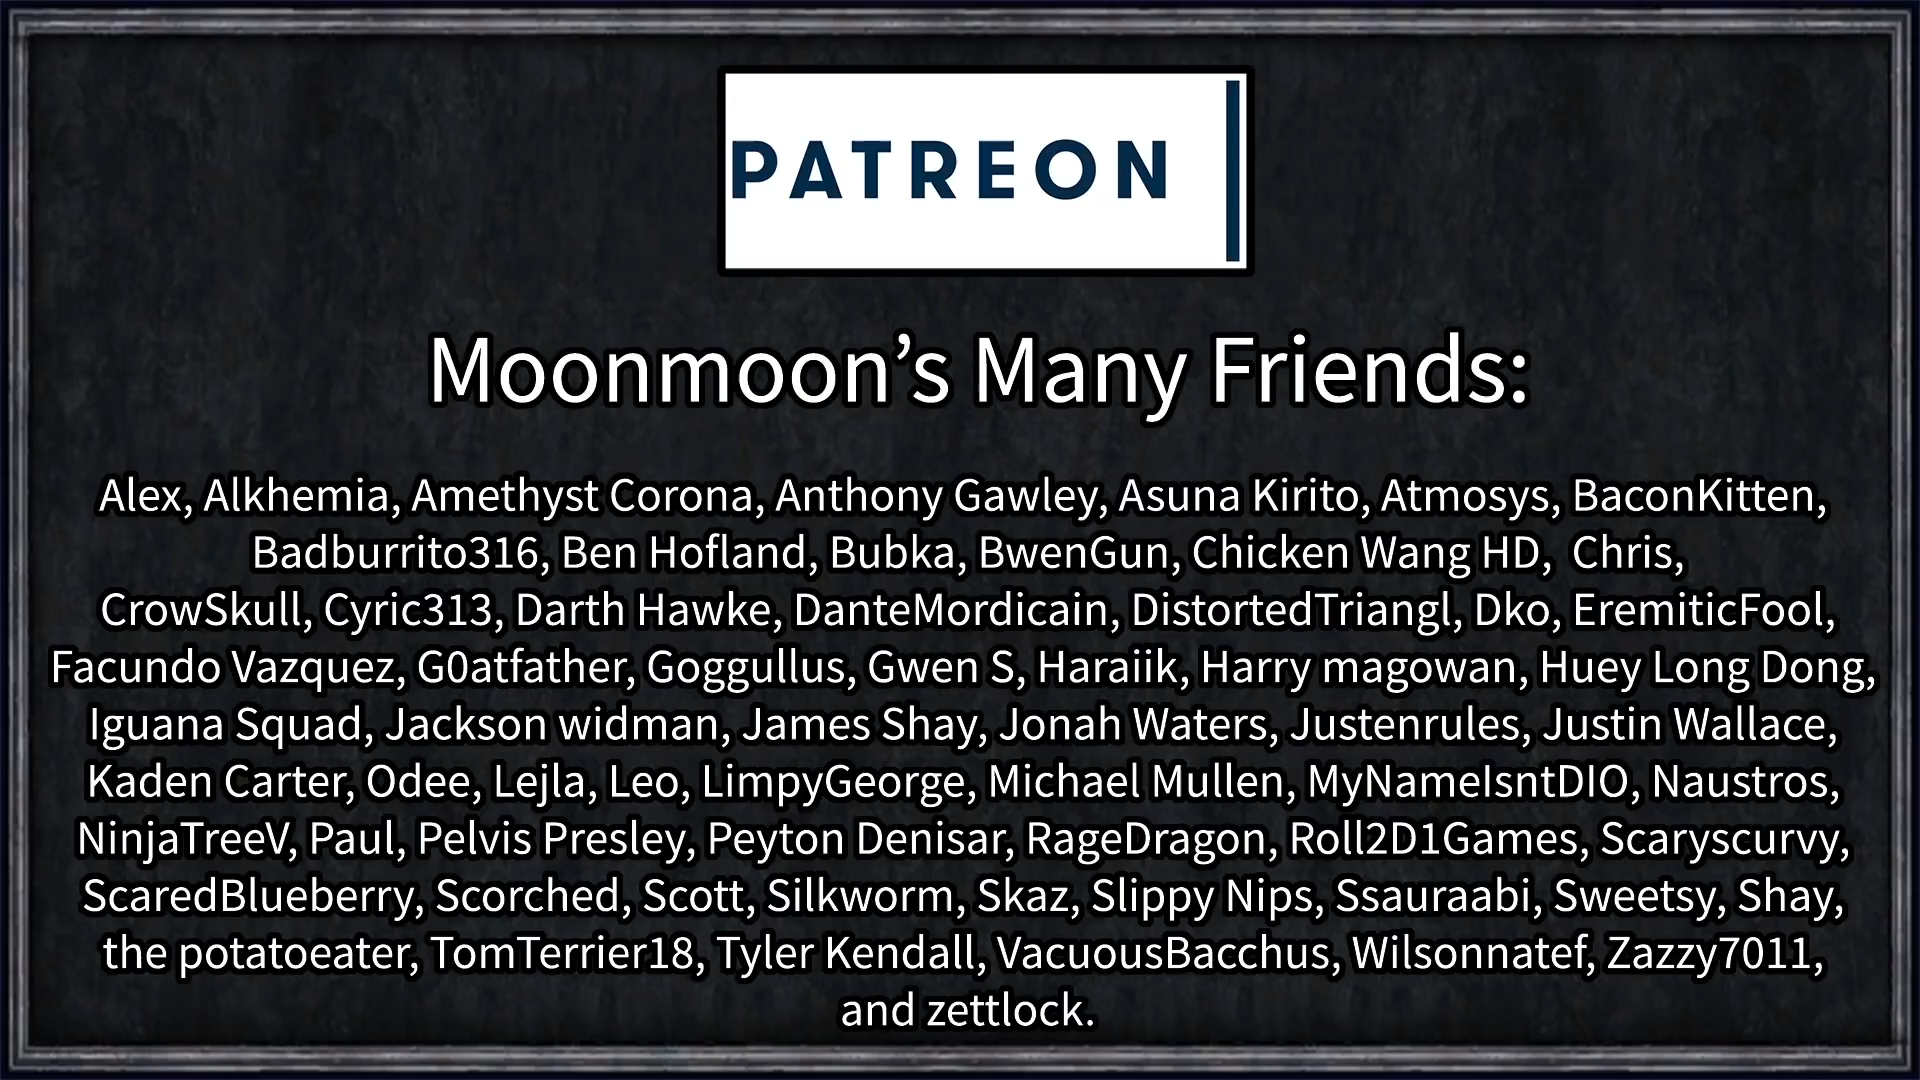 PATREON
Moonmoon’s Many Friends:
Alex, Alkhemia, Amethyst Corona, Anthony Gawley, Asuna Kirito, Atmosys, BaconKitten,
Badburrito316, Ben Hofland, Bubka, BwenGun, Chicken Wang HD,  Chris,
CrowSkull, Cyric313, Darth Hawke, DanteMordicain, DistortedTriangl, Dko, EremiticFool,
Facundo Vazquez, G0atfather, Goggullus, Gwen S, Haraiik, Harry magowan, Huey Long Dong,
Iguana Squad, Jackson widman, James Shay, Jonah Waters, Justenrules, Justin Wallace,
Kaden Carter, Odee, Lejla, Leo, LimpyGeorge, Michael Mullen, MyNameIsntDIO, Naustros,
NinjaTreeV, Paul, Pelvis Presley, Peyton Denisar, RageDragon, Roll2D1Games, Scaryscurvy,
ScaredBlueberry, Scorched, Scott, Silkworm, Skaz, Slippy Nips, Ssauraabi, Sweetsy, Shay,
the potatoeater, TomTerrier18, Tyler Kendall, VacuousBacchus, Wilsonnatef, Zazzy7011,
and zettlock.